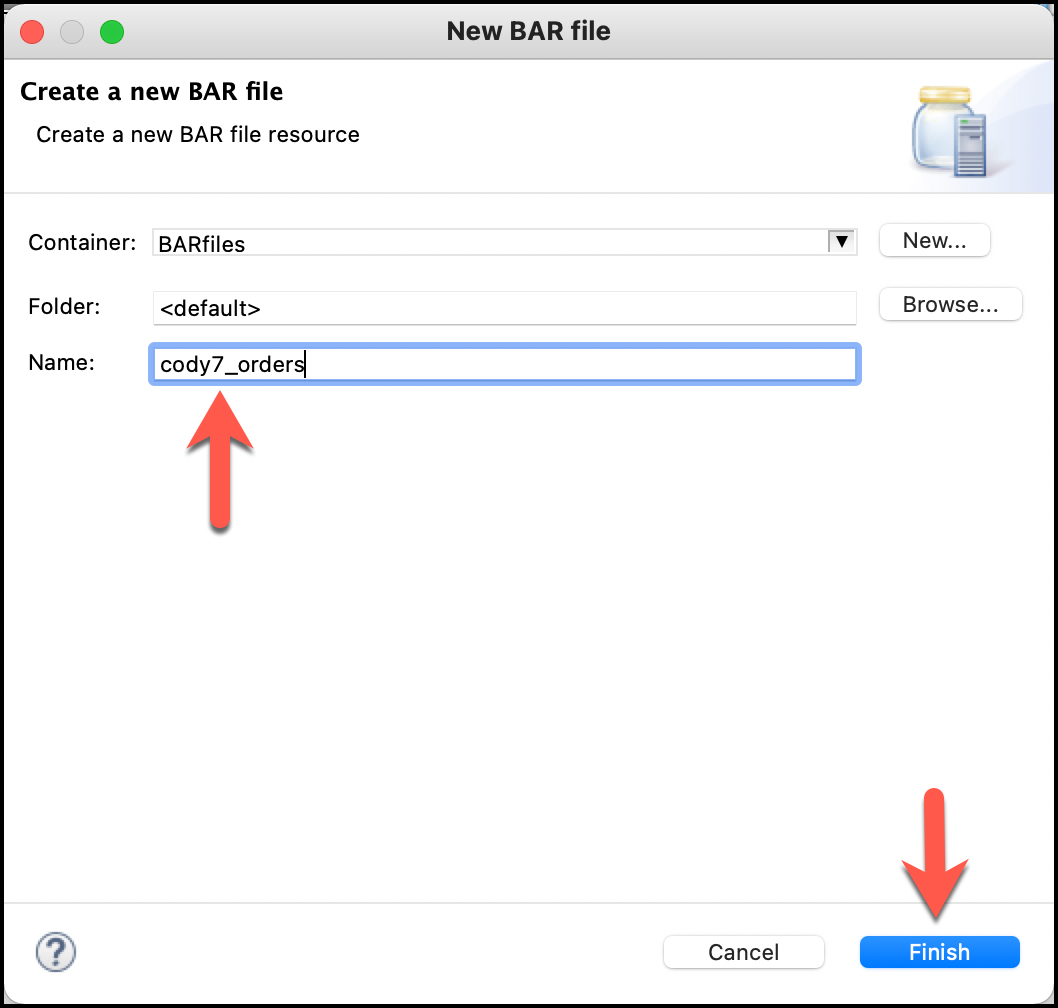 New BAR file
Create a new BAR file
Create a new BAR file resource
Container: BARfiles ▼ New...
Folder: <default> Browse...
Name: cody7_orders
? Cancel Finish